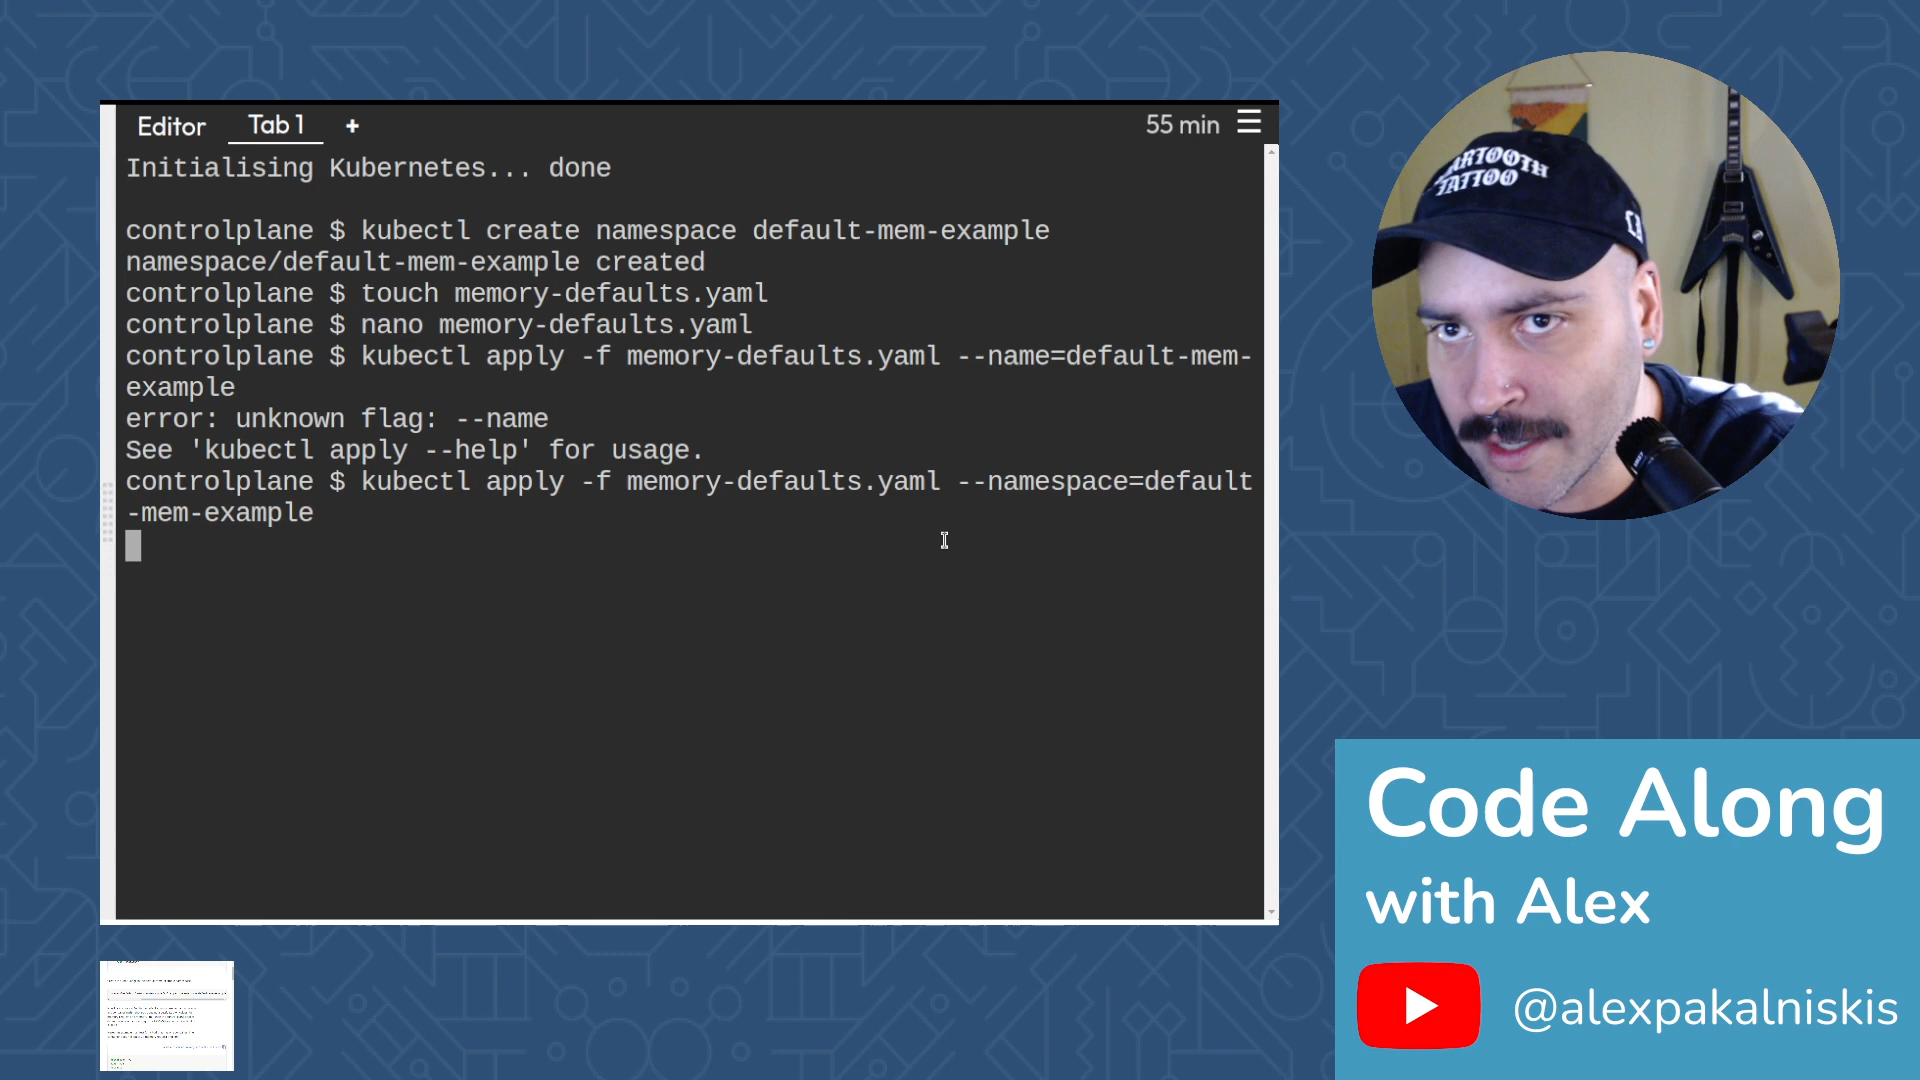 Editor Tab 1 + 55 min
Initialising Kubernetes... done
controlplane $ kubectl create namespace default-mem-example
namespace/default-mem-example created
controlplane $ touch memory-defaults.yaml
controlplane $ nano memory-defaults.yaml
controlplane $ kubectl apply -f memory-defaults.yaml --name=default-mem-
example
error: unknown flag: --name
See 'kubectl apply --help' for usage.
controlplane $ kubectl apply -f memory-defaults.yaml --namespace=default
-mem-example
TATTOO
Code Along
with Alex
@alexpakalniskis